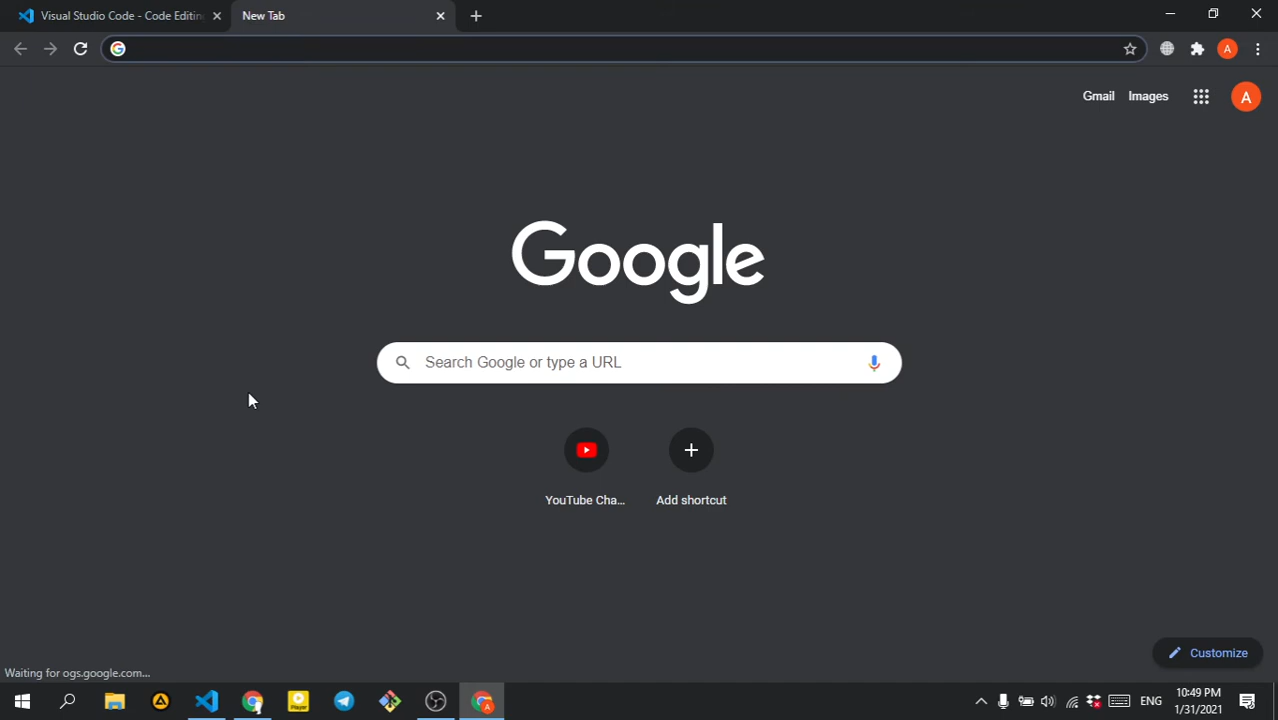 Visual Studio Code - Code Editin
New Tab
A
Gmail
Images
A
Google
Search Google or type a URL
YouTube Cha...
Add shortcut
Customize
Waiting for ogs.google.com...
Player
A
ENG
10:49 PM
1/31/2021